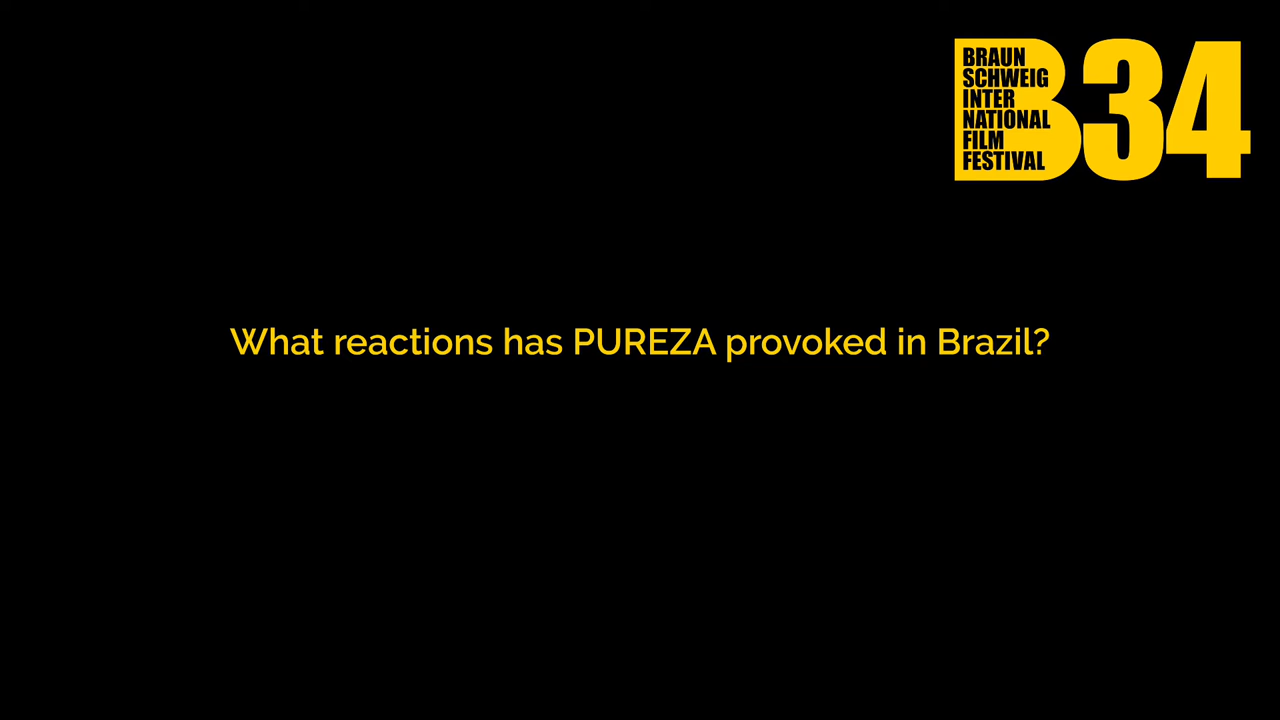 BRAUN
SCHWEIG
INTER
NATIONAL
FILM
FESTIVAL
B34
What reactions has PUREZA provoked in Brazil?